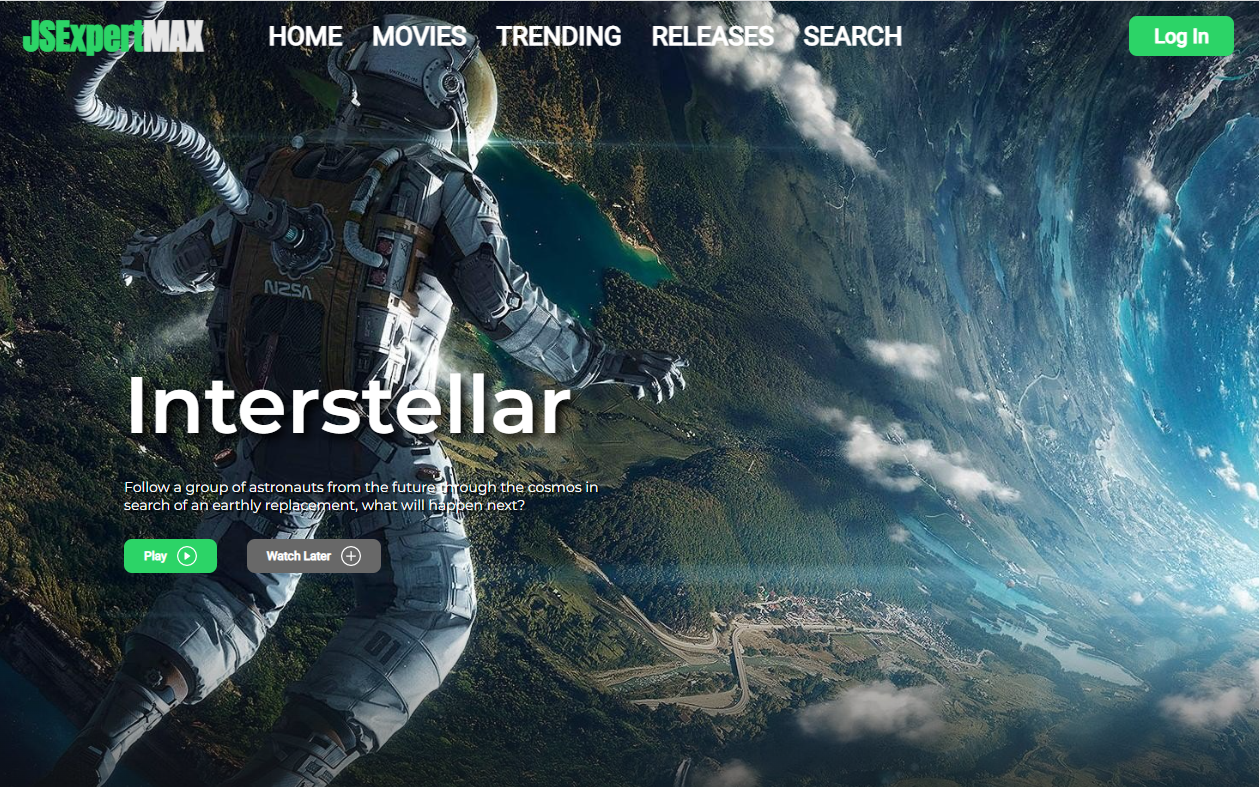 JSExpertMAX
HOME MOVIES TRENDING RELEASES SEARCH
Log In
Interstellar
Follow a group of astronauts from the future through the cosmos in
search of an earthly replacement, what will happen next?
Play
Watch Later